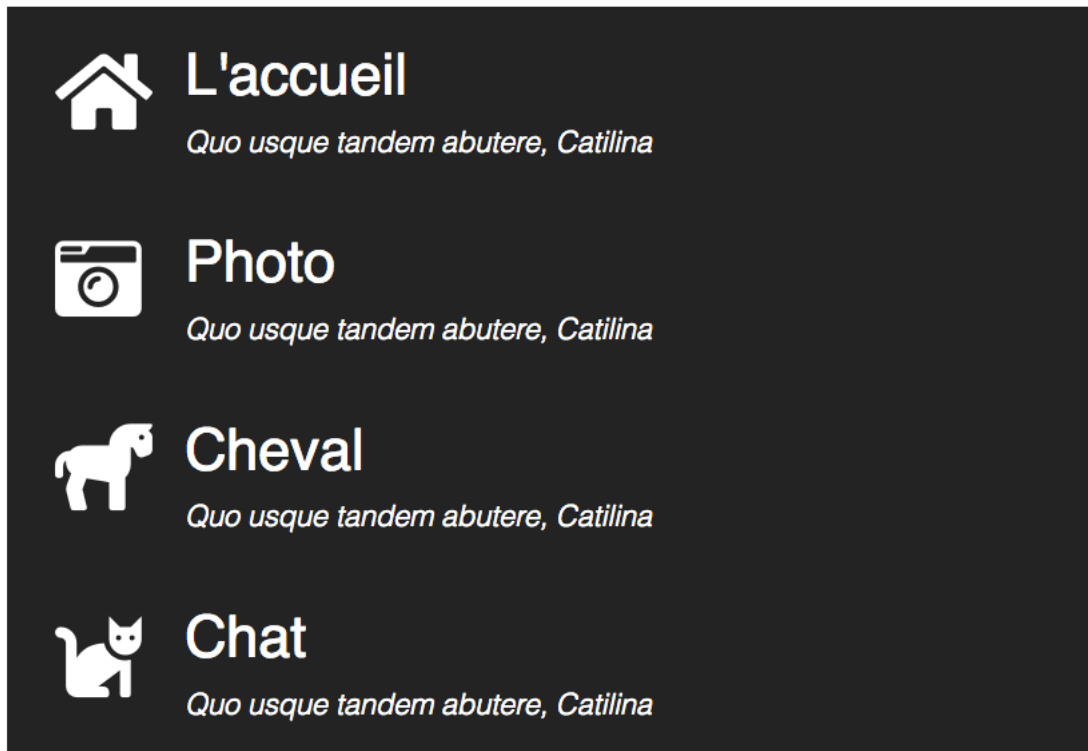 L'accueil
Quo usque tandem abutere, Catilina
Photo
Quo usque tandem abutere, Catilina
Cheval
Quo usque tandem abutere, Catilina
Chat
Quo usque tandem abutere, Catilina